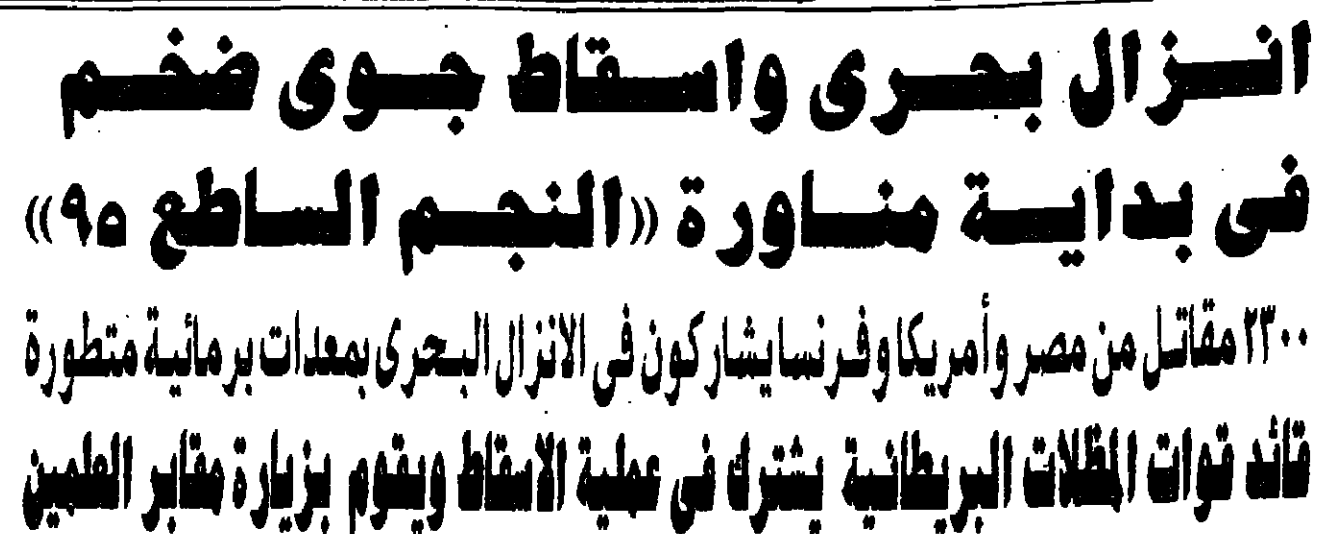 انزال بحرى واسقاط جوى ضخم
فى بداية مناورة «النجم الساطع ٩٥»
٢٣٠٠ مقاتل من مصر وأمريكا وفرنسا يشاركون فى الانزال البحرى بمعدات برمائية متطورة
قائد قوات المظلات البريطانية يشترك فى عملية الاسقاط ويقوم بزيارة مقابر العلمين